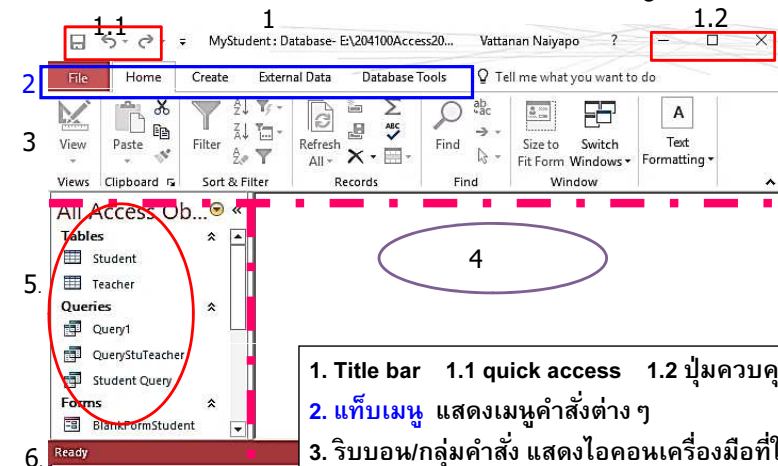 1.1 1 1.2
MyStudent : Database- E:\204100Access20... Vattanan Naiyapo ?
2 File Home Create External Data Database Tools Tell me what you want to do
3 View Paste Filter Refresh All Find Size to Fit Form Switch Windows Text Formatting
Views Clipboard Sort & Filter Records Find Window
All Access Ob... «
4
Tables
Student
5. Teacher
Queries
Query1
QueryStuTeacher
Student Query
Forms
BlankFormStudent
6. Ready
1. Title bar 1.1 quick access 1.2 ปุ่มควบคุ
2. แท็บเมนู แสดงเมนูคำสั่งต่าง ๆ
3. ริบบอน/กลุ่มคำสั่ง แสดงไอคอนเครื่องมือที่ใ